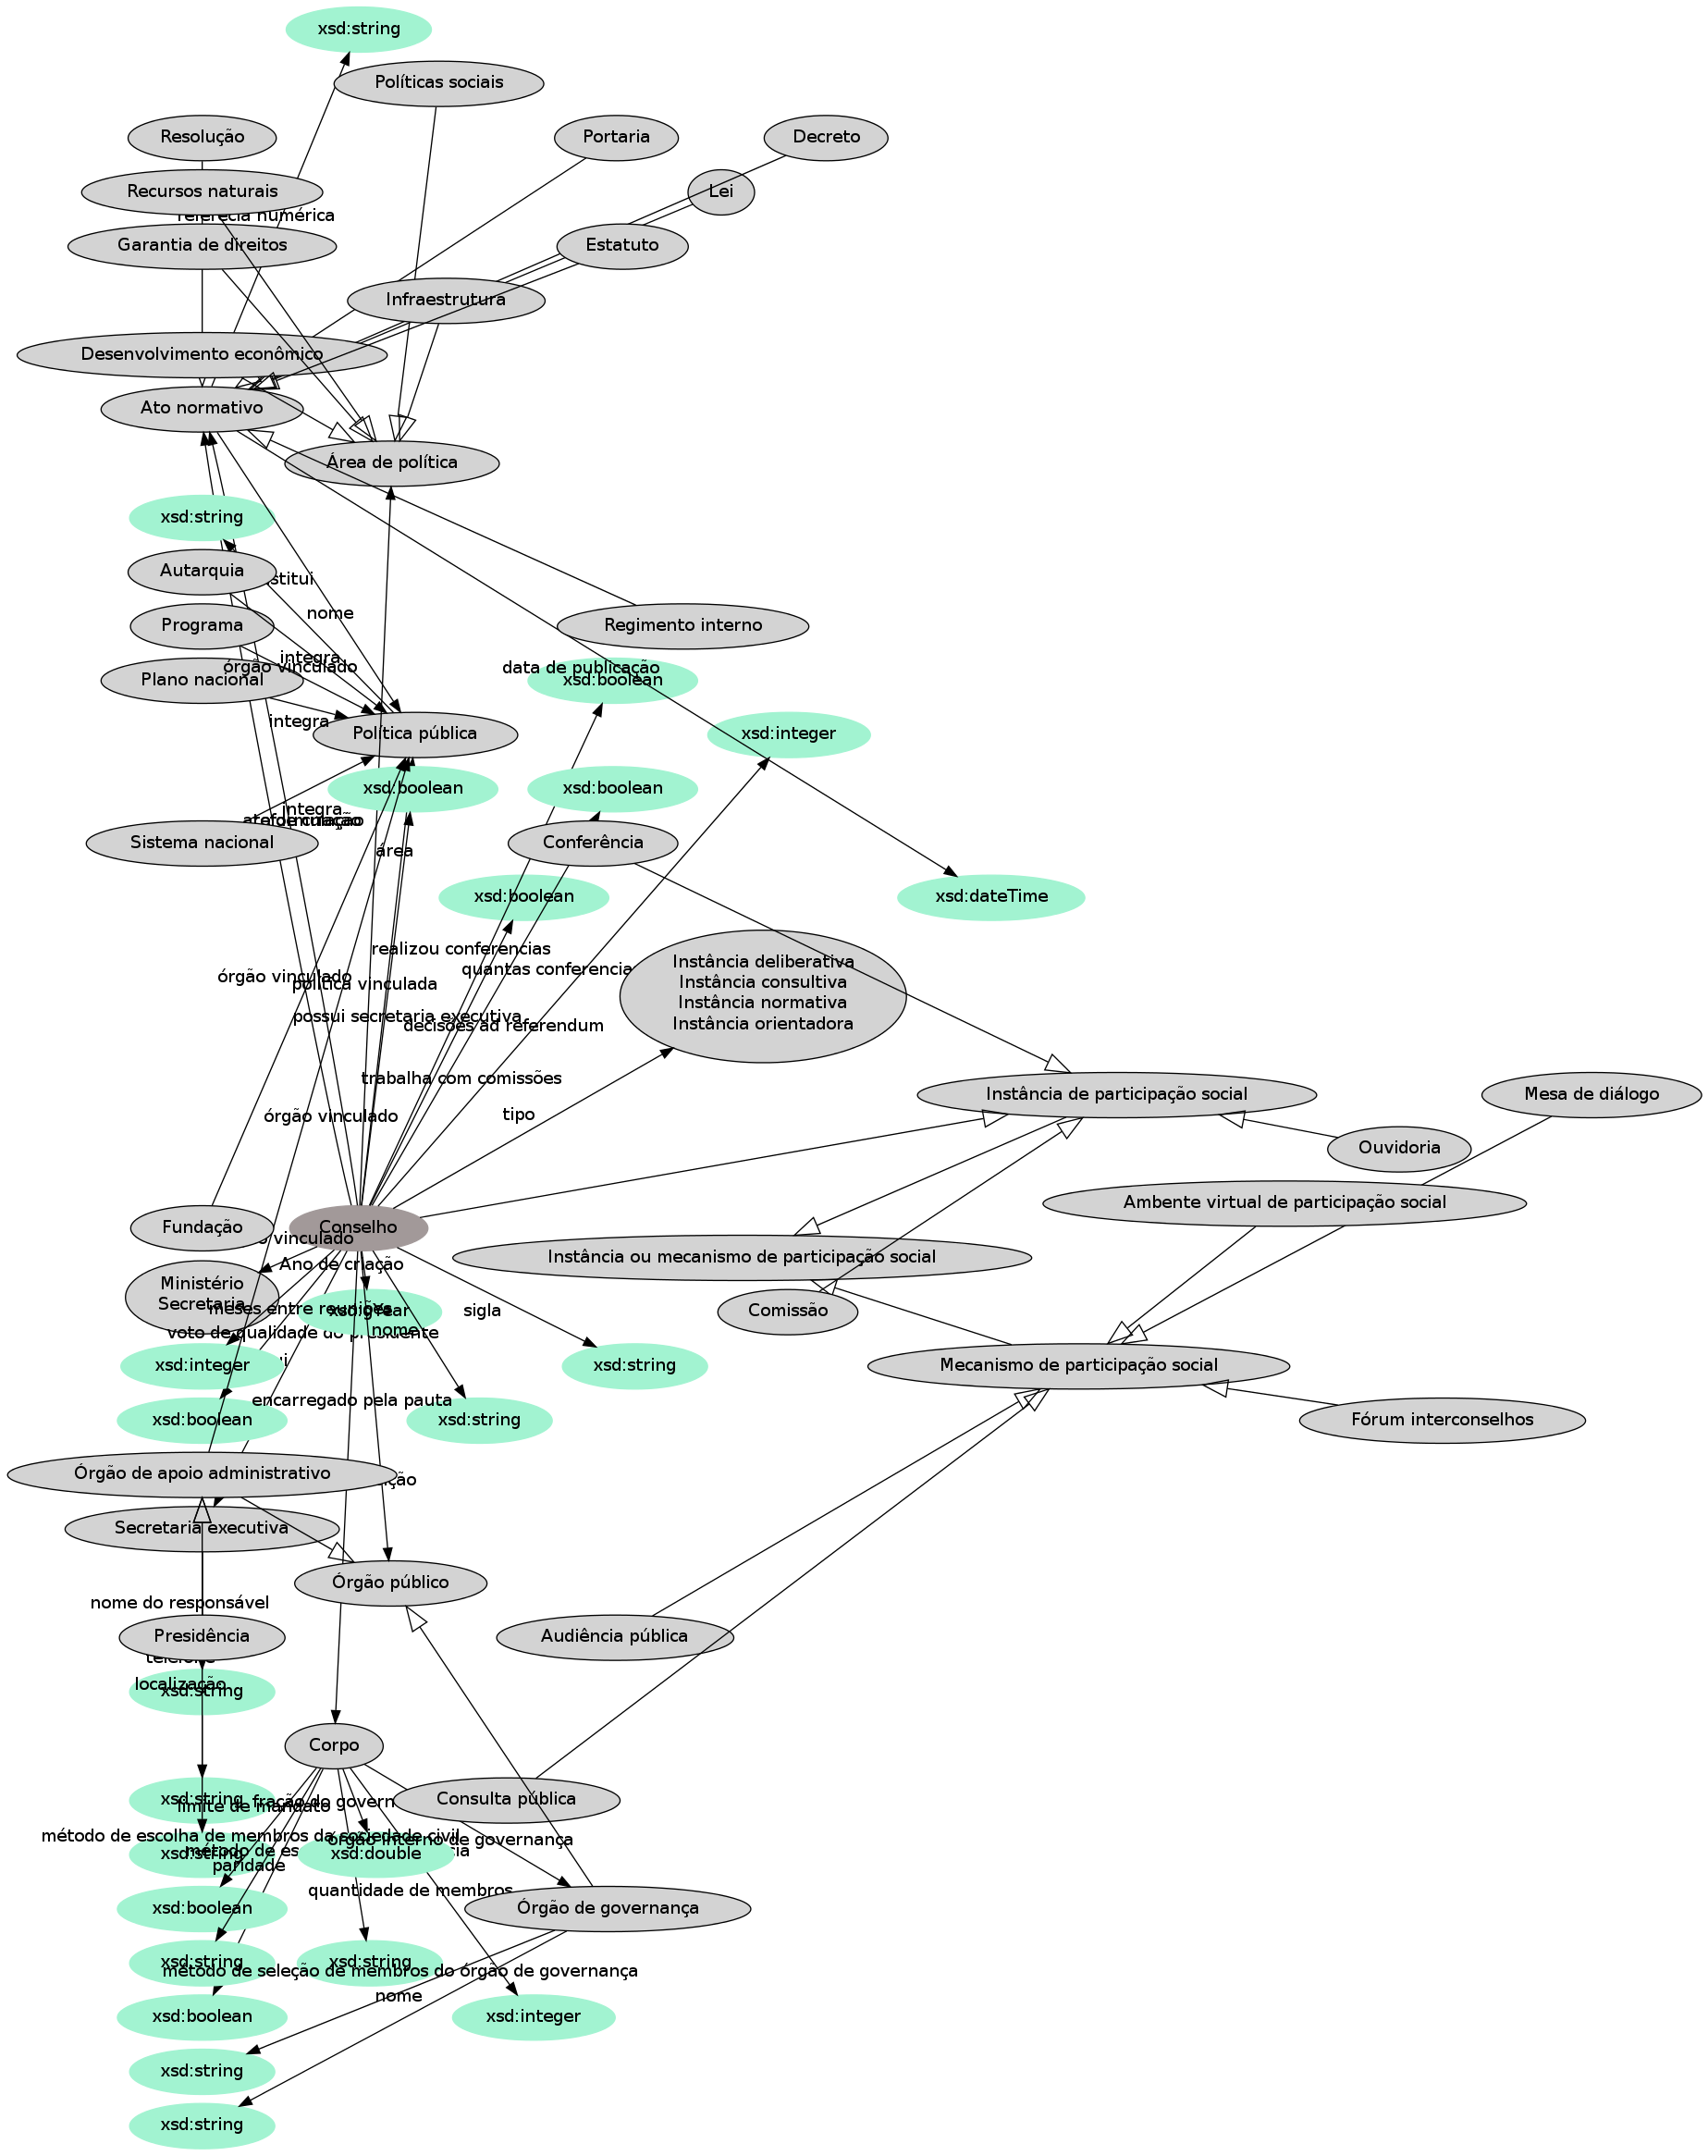 xsd:string
Políticas sociais
Resolução
Portaria
Decreto
Recursos naturais
Lei
numérica
Garantia de direitos
Estatuto
Infraestrutura
Desenvolvimento econômico
Ato normativo
Área de política
xsd:string
Autarquia
stitui
nome
Programa
Regimento interno
integra
órgão vinculado
data de publicação
Plano nacional
xsd:boolean
integra
Política pública
xsd:integer
xsd:boolean
xsd:boolean
integra
Sistema nacional
Conferência
área
xsd:boolean
xsd:dateTime
realizou conferencias
Instância deliberativa
Instância consultiva
Instância normativa
Instância orientadora
quantas conferencia
órgão vinculado
política vinculada
possui secretaria executiva
decisões ad referendum
trabalha com comissões
Instância de participação social
Mesa de diálogo
tipo
órgão vinculado
Ouvidoria
Ambente virtual de participação social
Fundação
Conselho
vinculado
Instância ou mecanismo de participação social
Ano de criação
Ministério
Secretaria
meses entre reuniões
xsd:gYear
sigla
Comissão
nome
voto de qualidade do presidente
xsd:integer
ui
xsd:string
Mecanismo de participação social
encarregado pela pauta
xsd:boolean
xsd:string
Fórum interconselhos
Órgão de apoio administrativo
ção
Secretaria executiva
Órgão público
nome do responsável
Presidência
Audiência pública
telefone
localização
xsd:string
Corpo
xsd:string
fração do govern
Consulta pública
limite de mandato
método de escolha de membros da sociedade civil
órgão interno de governança
método de es
cia
xsd:string
xsd:double
paridade
quantidade de membros
xsd:boolean
Órgão de governança
xsd:string
xsd:string
método de seleção de membros do órgão de governança
nome
xsd:boolean
xsd:integer
xsd:string
xsd:string